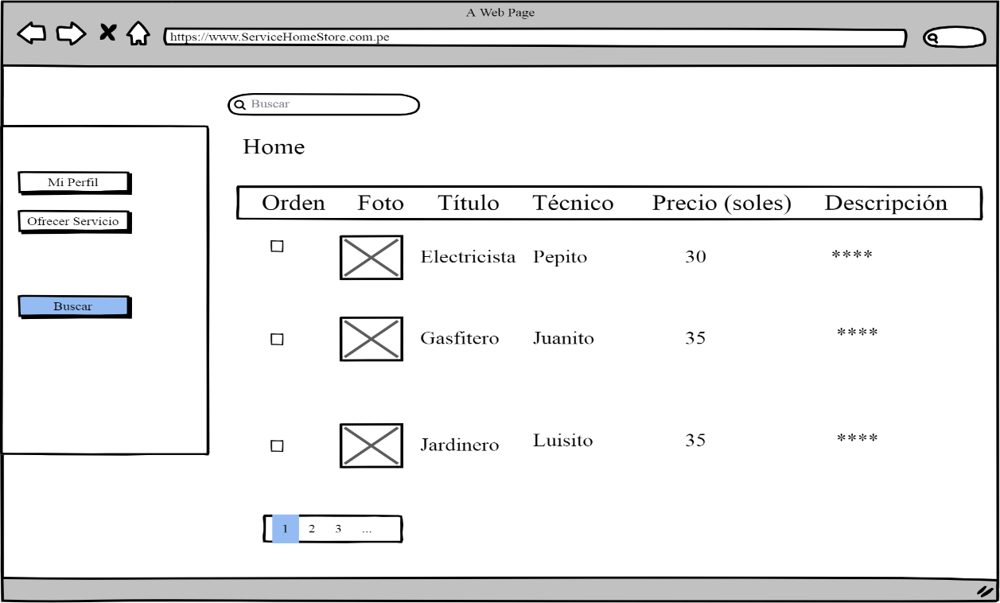 A Web Page
https://www.ServiceHomeStore.com.pe
Buscar
Home
Mi Perfil
Ofrecer Servicio
Buscar
Orden Foto Título Técnico Precio (soles) Descripción
Electricista Pepito 30 ****
Gasfitero Juanito 35 ****
Jardinero Luisito 35 ****
1 2 3 ...